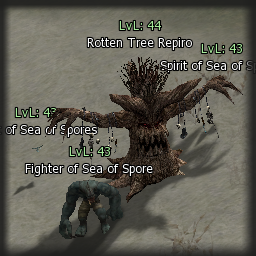 LvL: 44
Rotten Tree Repiro
LvL: 43
Spirit of Sea of S
LvL: 43
of Sea of Spores
LvL: 43
Fighter of Sea of Spore